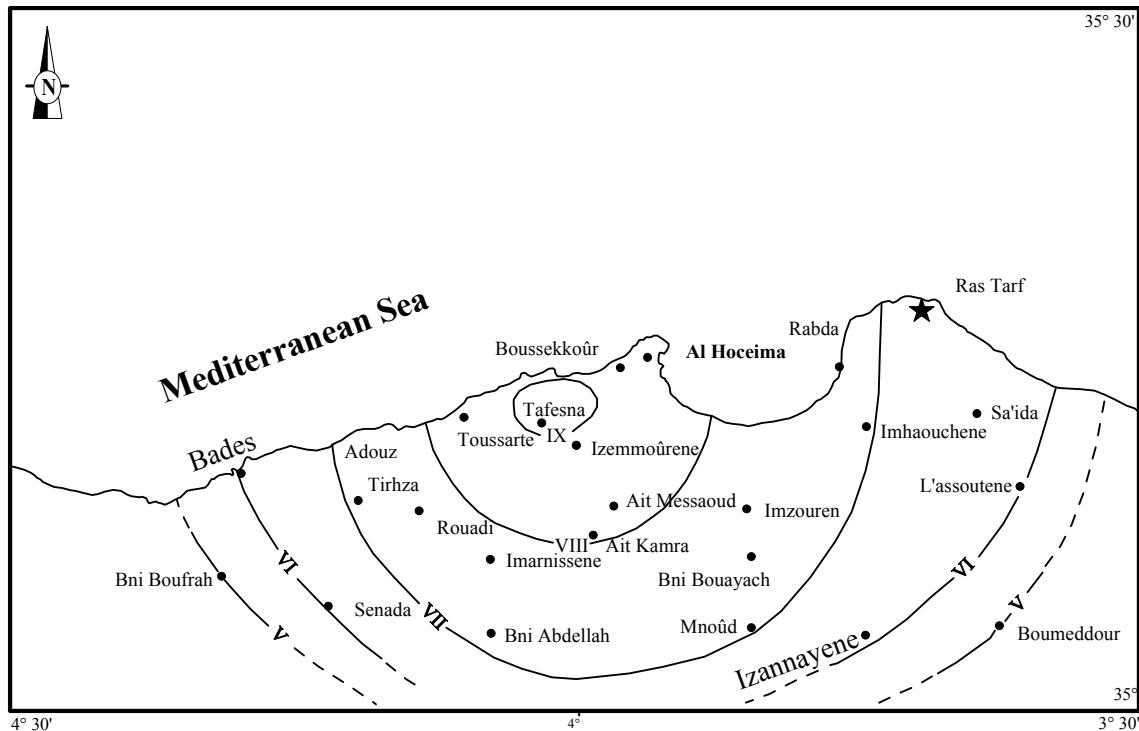 35° 30'
N
Ras Tarf
Mediterranean Sea
Rabda
Boussekkoûr
Al Hoceima
Tafesna
Sa'ida
Toussarte
IX
Imhaouchene
Izemmoûrene
Bades
Adouz
Tirhza
L'assoutene
Ait Messaoud
Imzouren
Rouadi
VIII
Ait Kamra
Imarnissene
VI
VI
Bni Boufrah
Bni Bouayach
Senada
VII
V
V
Mnoûd
Bni Abdellah
Izannayene
Boumeddour
35°
4° 30'
4°
3° 30'